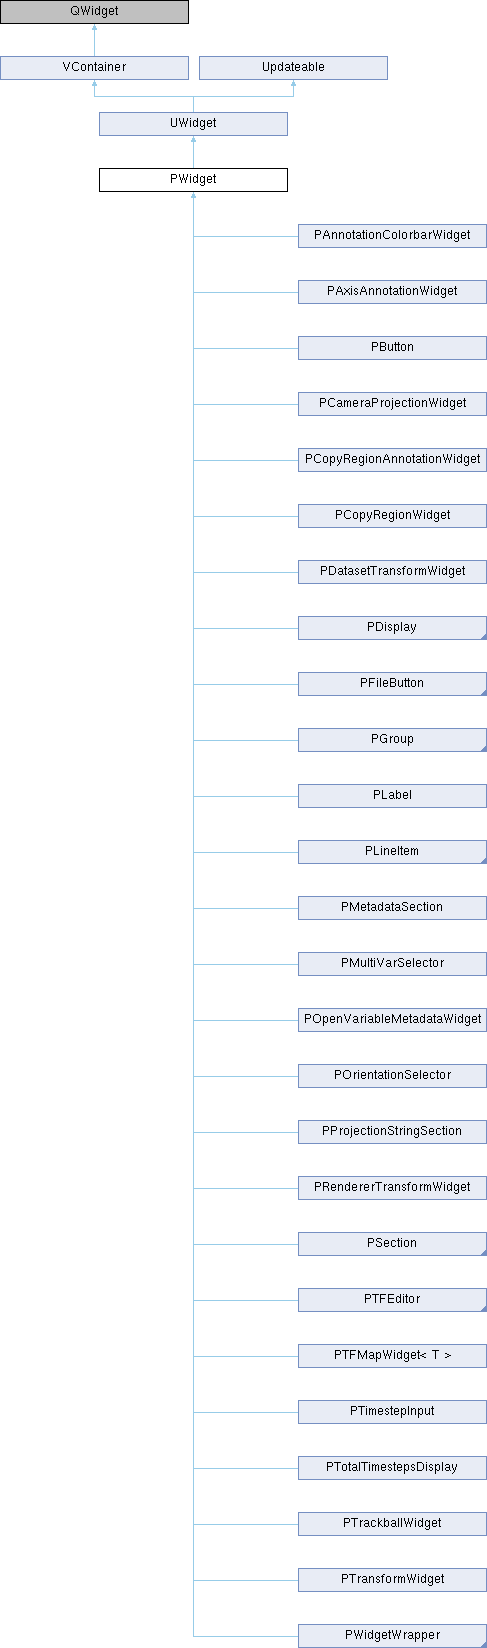 QWidget
VContainer
Updateable
UWidget
PWidget
PAnnotationColorbarWidget
PAxisAnnotationWidget
PButton
PCameraProjectionWidget
PCopyRegionAnnotationWidget
PCopyRegionWidget
PDatasetTransformWidget
PDisplay
PFileButton
PGroup
PLabel
PLineItem
PMetadataSection
PMultiVarSelector
POpenVariableMetadataWidget
POrientationSelector
PProjectionStringSection
PRendererTransformWidget
PSection
PTFEditor
PTFMapWidget< T >
PTimestepInput
PTotalTimestepsDisplay
PTrackballWidget
PTransformWidget
PWidgetWrapper